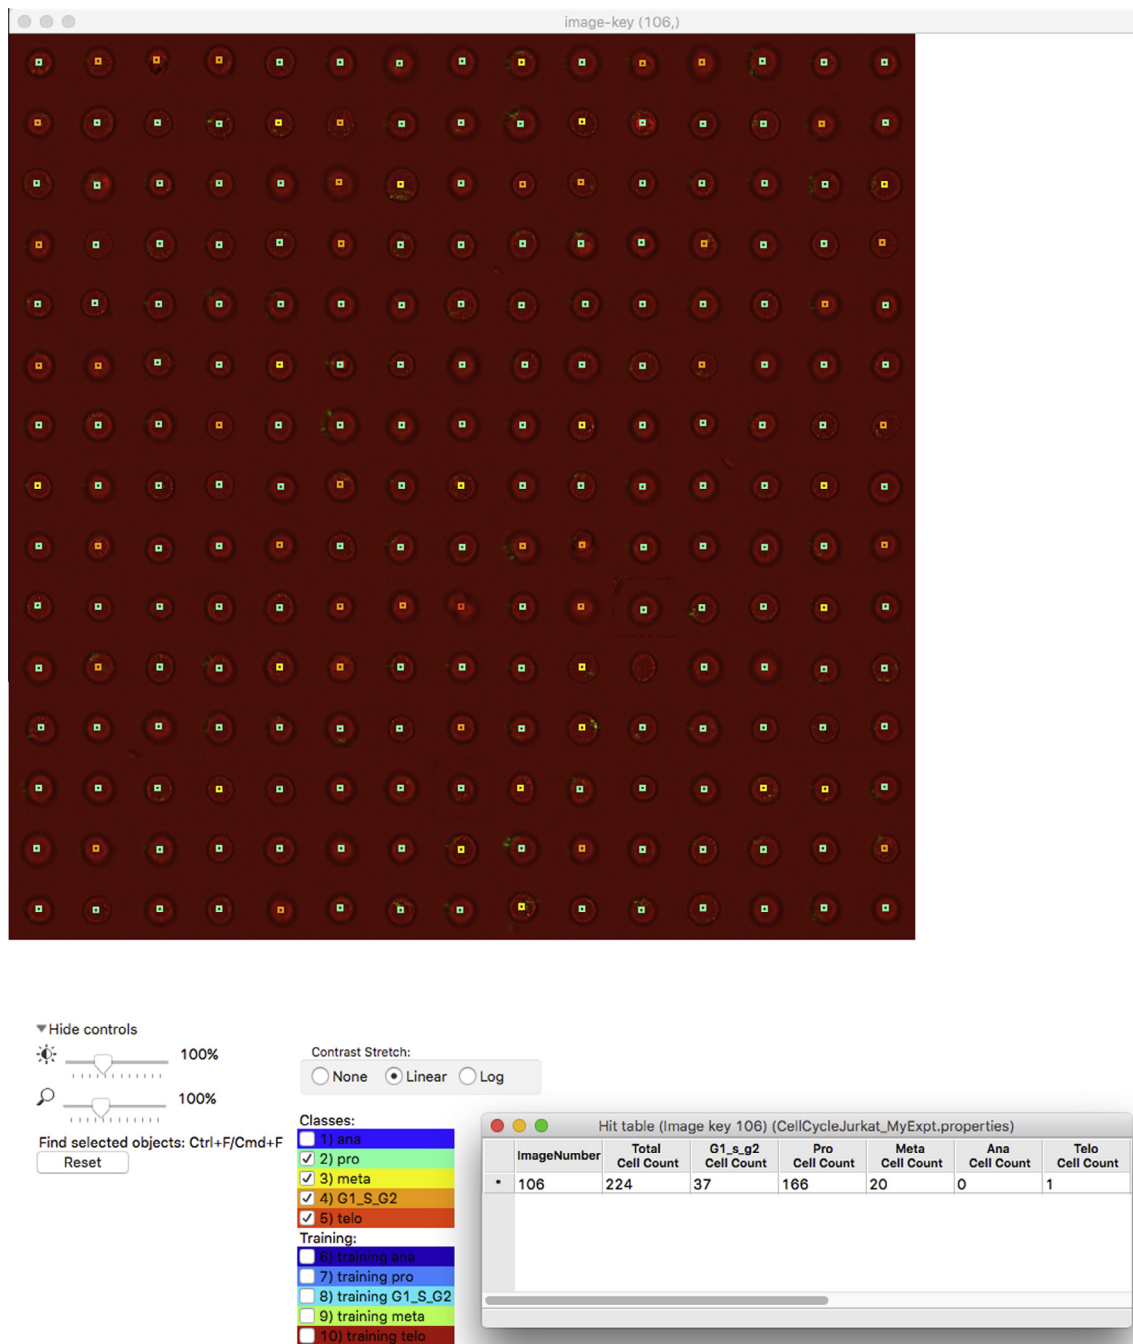 image-key (106,)
Hide controls
100%
100%
Find selected objects: Ctrl+F/Cmd+F
Reset
Contrast Stretch:
None Linear Log
Classes:
1) ana
2) pro
3) meta
4) G1_S_G2
5) telo
Training:
6) training ana
7) training pro
8) training G1_S_G2
9) training meta
10) training telo
Hit table (Image key 106) (CellCycleJurkat_MyExpt.properties)
ImageNumber Total Cell Count G1_s_g2 Cell Count Pro Cell Count Meta Cell Count Ana Cell Count Telo Cell Count
* 106 224 37 166 20 0 1